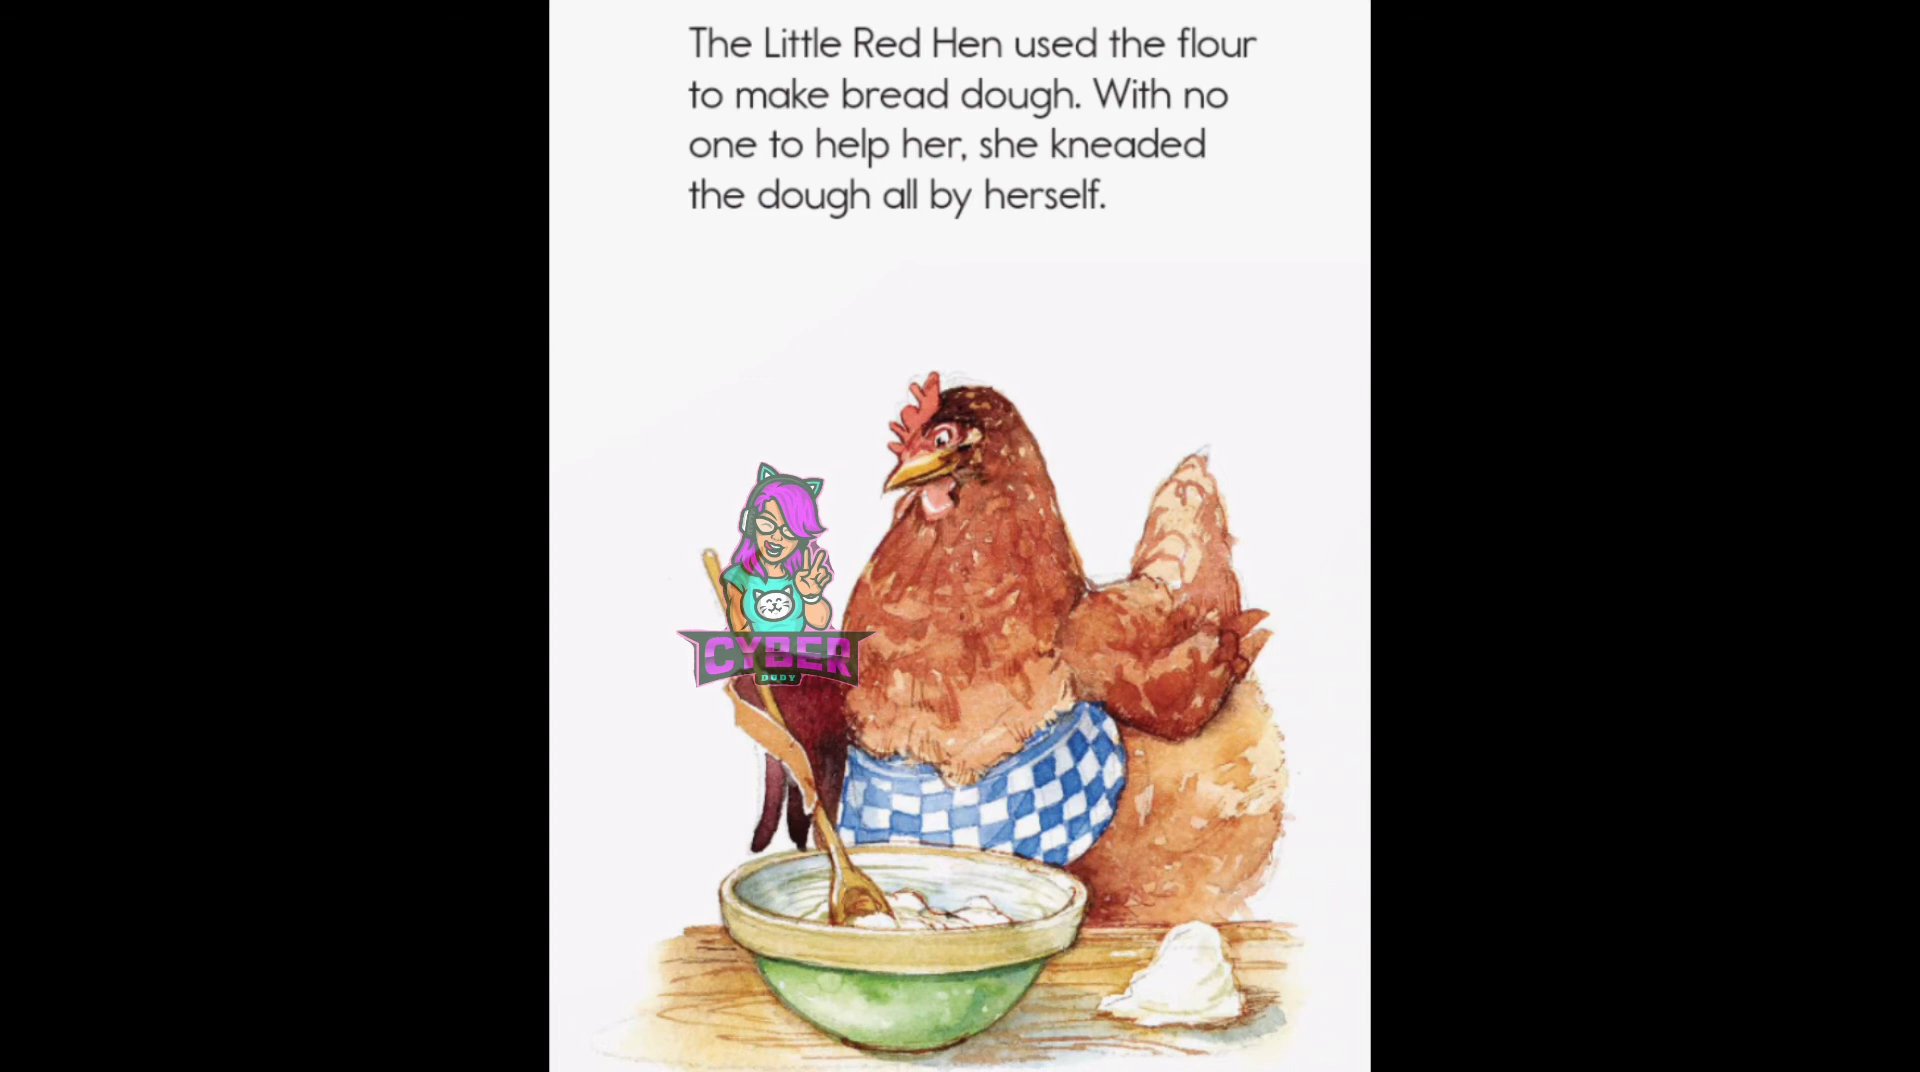 The Little Red Hen used the flour
to make bread dough. With no
one to help her, she kneaded
the dough all by herself.
CYBER
DUDY